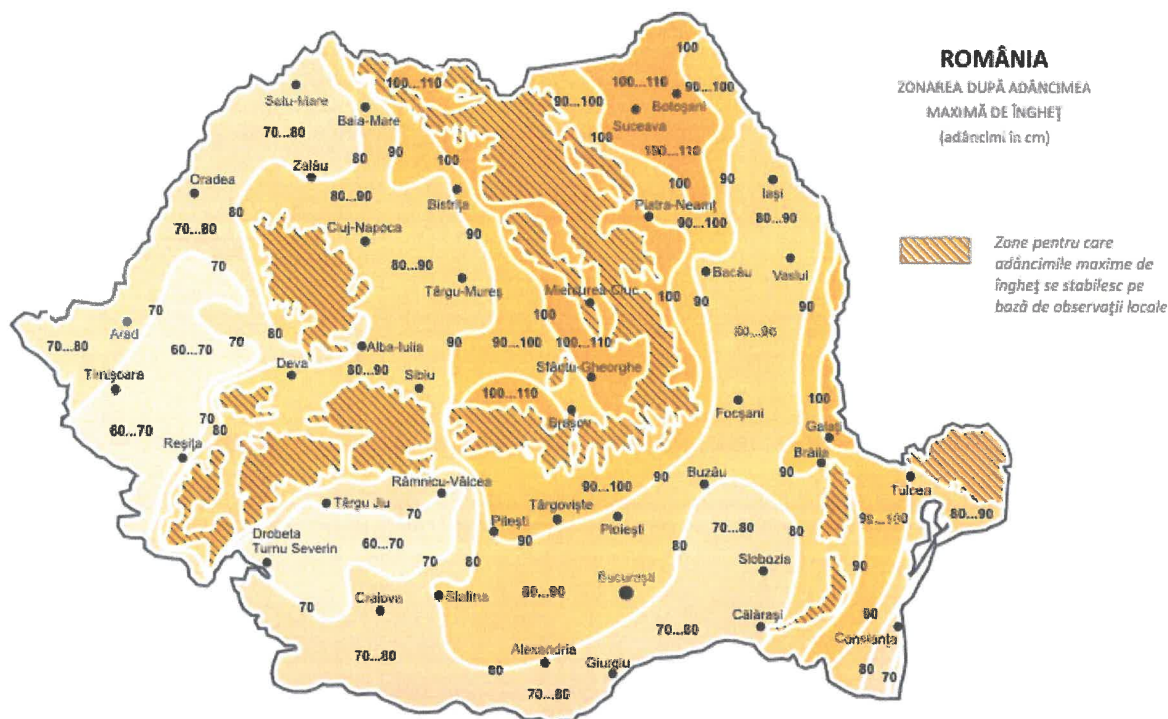 ROMÂNIA
ZONAREA DUPĂ ADÂNCIMEA
MAXIMĂ DE ÎNGHEȚ
(adâncimi în cm)
Zone pentru care
adâncimile maxime de
îngheț se stabilesc pe
bază de observații locale
100
100...110
100
100...110
90...100
90...100
Satu-Mare
Botoșani
Baia-Mare
Suceava
70...80
80
90
100
100
100...110
Zalău
100
90
Iași
Oradea
80...90
Bistrița
Piatra-Neamț
80...90
80
70...80
Cluj-Napoca
90
90...100
70
80...90
Bacău
Vaslui
Târgu-Mureș
Miercurea-Ciuc
100
90
90
70
100
Arad
80
70...80
60...70
70
Alba-Iulia
90
90...100
100...110
80...90
Deva
Timișoara
80...90
Sibiu
Sfântu-Gheorghe
100...110
60...70
70
Brașov
Focșani
100
80
Reșița
Galați
Brăila
90
90
Râmnicu-Vâlcea
90...100
Buzău
Tulcea
Târgu Jiu
70
Târgoviște
80...90
90...100
Pitești
Ploiești
70...80
80
Drobeta
Turnu Severin
60...70
90
80
70
80
Slobozia
90
București
80...90
70
Craiova
Slatina
Călărași
90
70...80
Constanța
70...80
Alexandria
80
Giurgiu
80
70
70...80